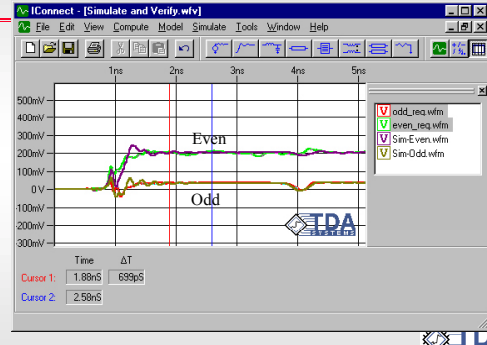 IConnect - [Simulate and Verify.wfv]
File Edit View Compute Model Simulate Tools Window Help
1ns 2ns 3ns 4ns 5ns
500mV
400mV
300mV
200mV
100mV
0 V
-100mV
-200mV
-300mV
Even
Odd
TDA
SYSTEMS
V odd_req.wfm
V even_req.wfm
V Sim-Even.wfm
V Sim-Odd.wfm
Time ΔT
Cursor 1: 1.88nS 699pS
Cursor 2: 2.58nS
TD